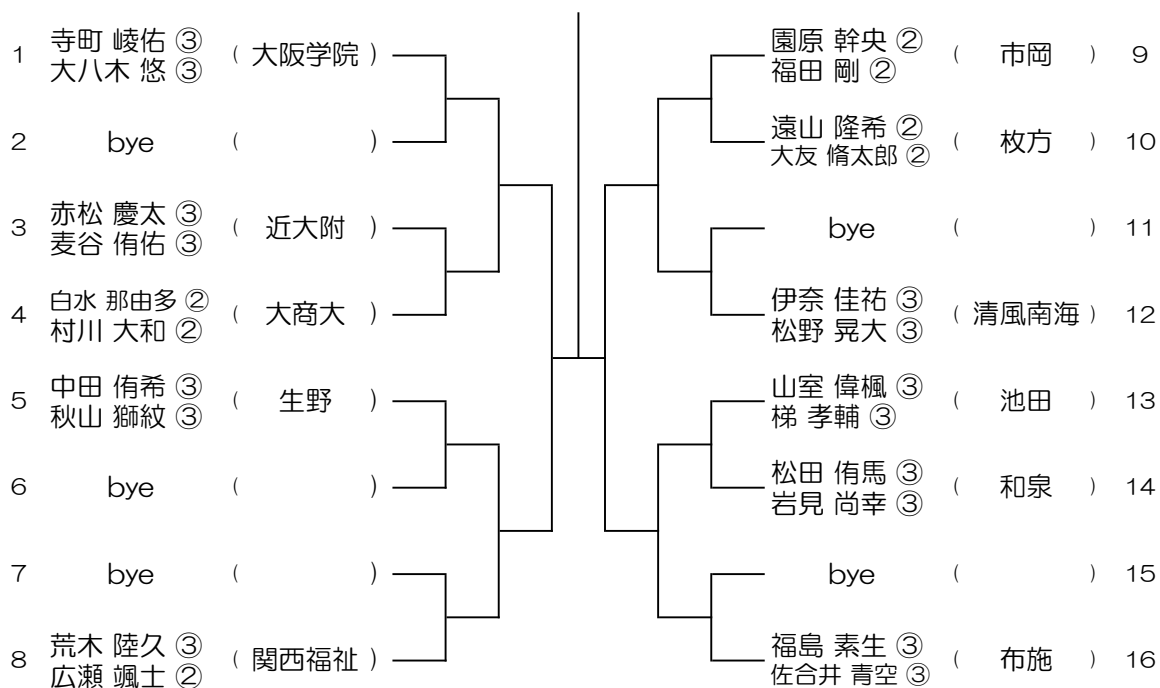 1 寺町 崚佑 ③ ( 大阪学院 )
大八木 悠 ③
2 bye ( )
3 赤松 慶太 ③ ( 近大附 )
麦谷 侑佑 ③
4 白水 那由多 ② ( 大商大 )
村川 大和 ②
5 中田 侑希 ③ ( 生野 )
秋山 獅紋 ③
6 bye ( )
7 bye ( )
8 荒木 陸久 ③ ( 関西福祉 )
広瀬 颯士 ②
園原 幹央 ② ( 市岡 ) 9
福田 剛 ②
遠山 隆希 ② ( 枚方 ) 10
大友 脩太郎 ②
bye ( ) 11
伊奈 佳祐 ③ ( 清風南海 ) 12
松野 晃大 ③
山室 偉楓 ③ ( 池田 ) 13
梯 孝輔 ③
松田 侑馬 ③ ( 和泉 ) 14
岩見 尚幸 ③
bye ( ) 15
福島 素生 ③ ( 布施 ) 16
佐合井 青空 ③